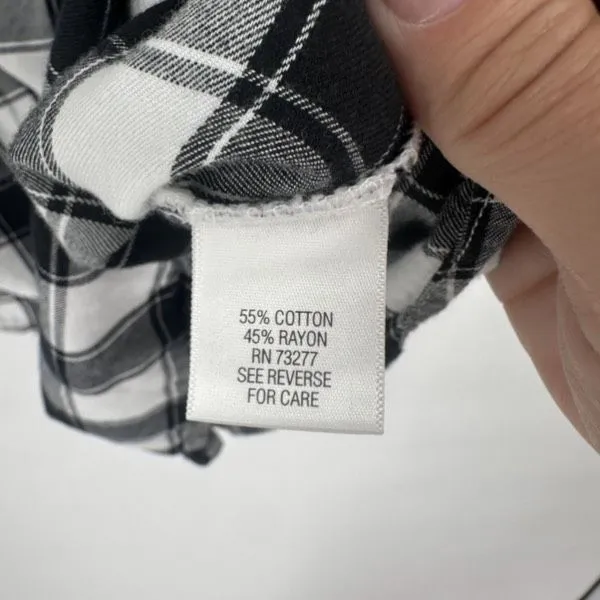 55% COTTON
45% RAYON
RN 73277
SEE REVERSE
FOR CARE